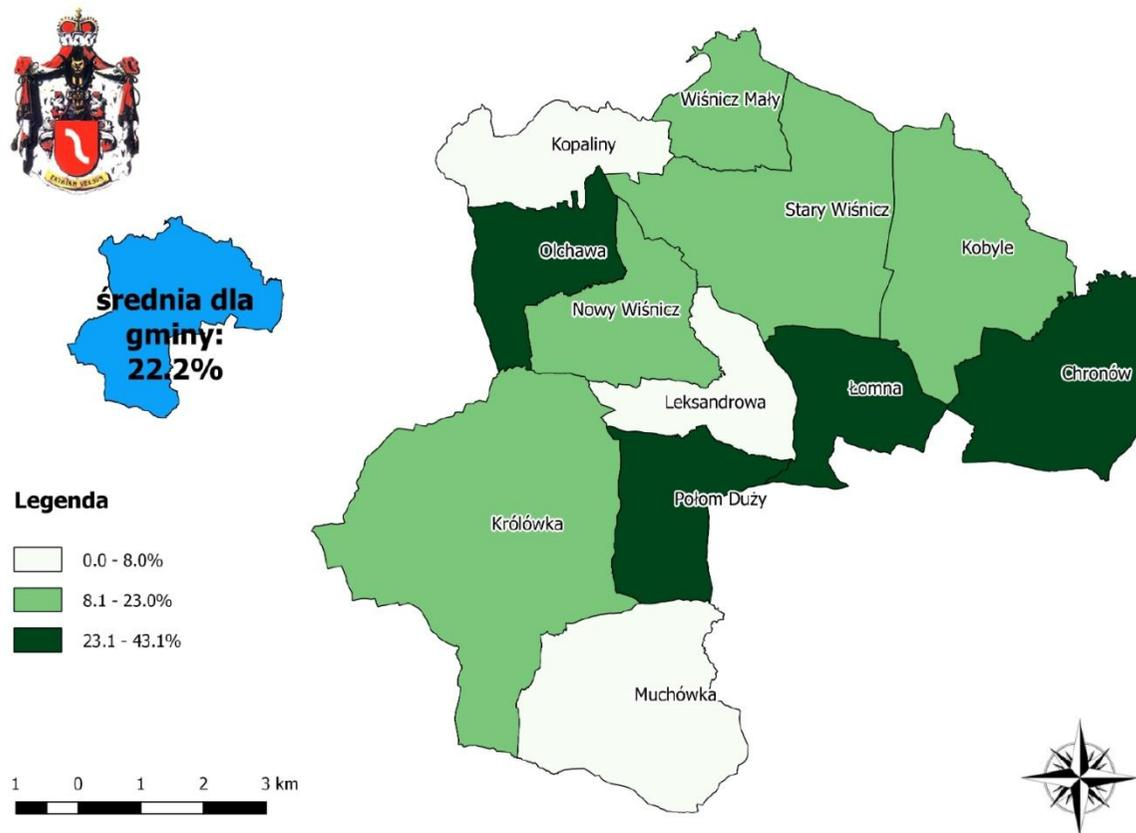 Wiśnicz Mały
Kopaliny
Stary Wiśnicz
Kobyle
Olchawa
Nowy Wiśnicz
średnia dla
gminy:
22.2%
Chronów
Łomna
Leksandrowa
Połom Duży
Królówka
Muchówka
Legenda
0.0 - 8.0%
8.1 - 23.0%
23.1 - 43.1%
1 0 1 2 3 km